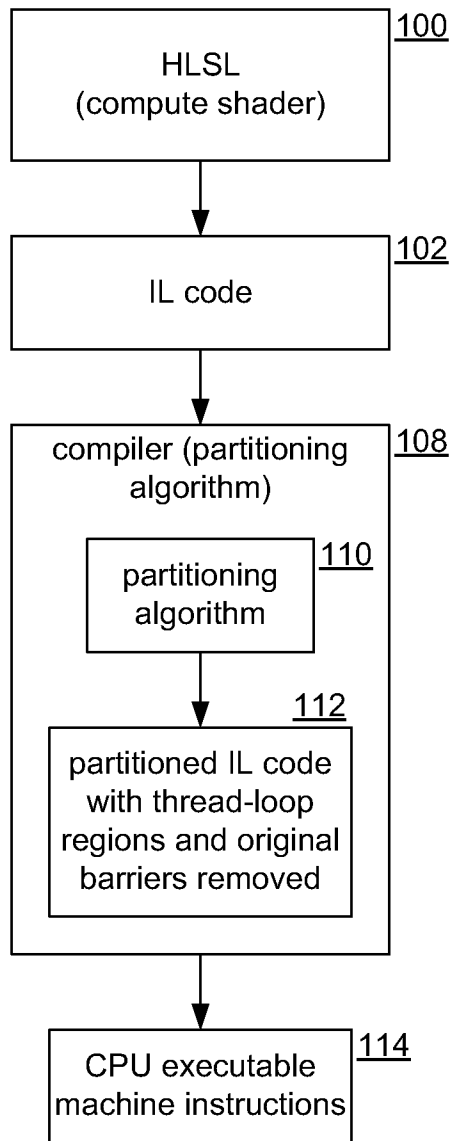 100
HLSL
(compute shader)
102
IL code
108
compiler (partitioning
algorithm)
110
partitioning
algorithm
112
partitioned IL code
with thread-loop
regions and original
barriers removed
114
CPU executable
machine instructions